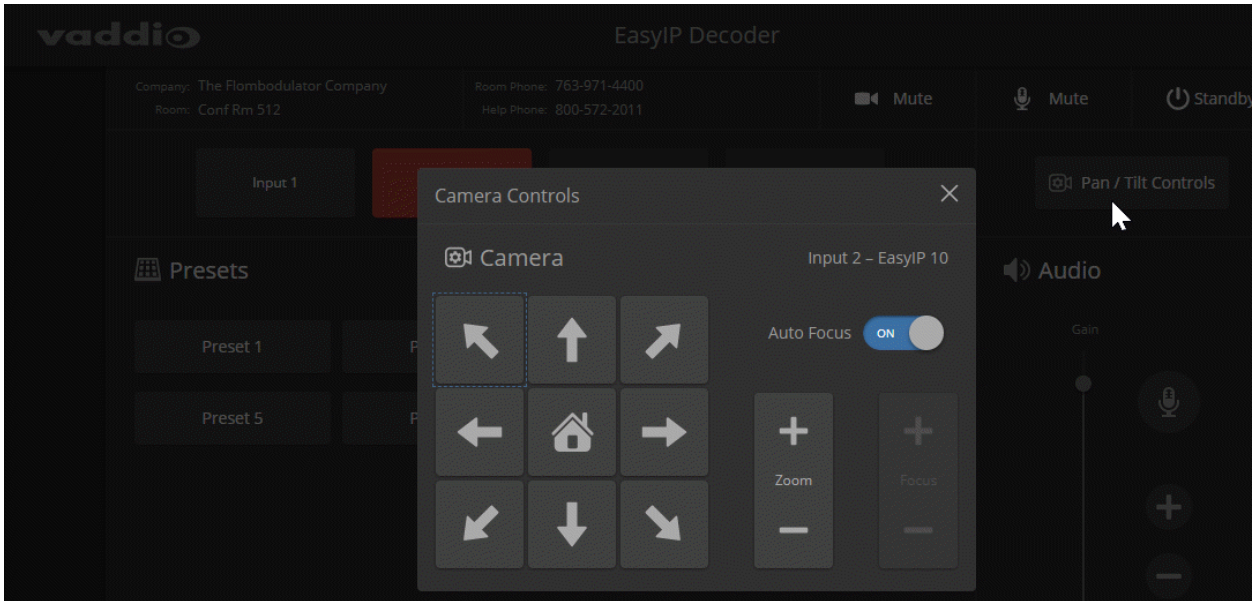 vaddio
EasyIP Decoder
Company: The Flombodulator Company
Room: Conf Rm 512
Room Phone: 763-971-4400
Help Phone: 800-572-2011
Mute
Mute
Standby
Input 1
Pan / Tilt Controls
Camera Controls
Camera
Input 2 – EasyIP 10
Auto Focus ON
Zoom
Focus
Presets
Preset 1
P
Preset 5
P
Audio
Gain